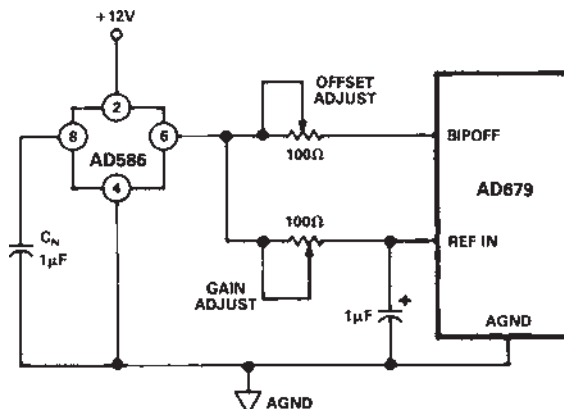 +12V
2
8
6
AD586
4
C_N
1µF
OFFSET
ADJUST
100Ω
BIPOFF
AD679
100Ω
REF IN
GAIN
ADJUST
1µF
+
AGND
AGND